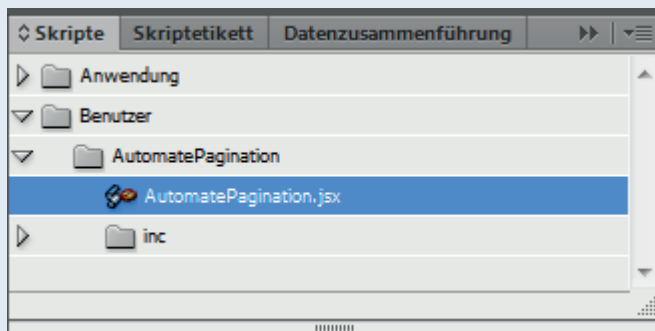 Skripte Skriptetikett Datenzusammenführung
Anwendung
Benutzer
AutomatePagination
AutomatePagination.jsx
inc